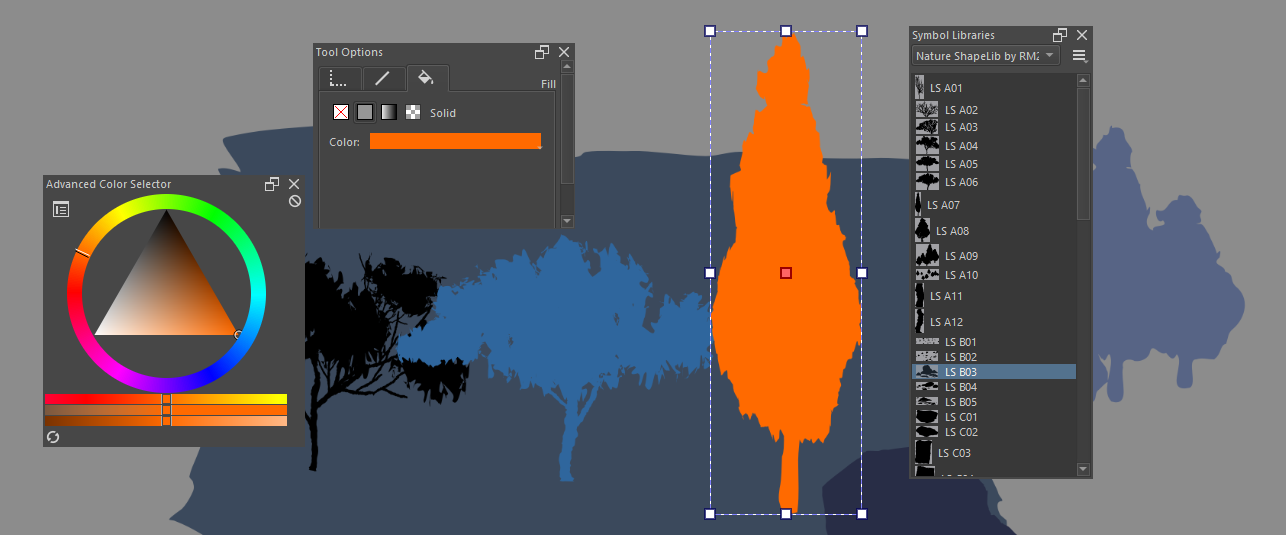 Tool Options
Fill
Solid
Color:
Advanced Color Selector
Symbol Libraries
Nature ShapeLib by RM
LS A01
LS A02
LS A03
LS A04
LS A05
LS A06
LS A07
LS A08
LS A09
LS A10
LS A11
LS A12
LS B01
LS B02
LS B03
LS B04
LS B05
LS C01
LS C02
LS C03